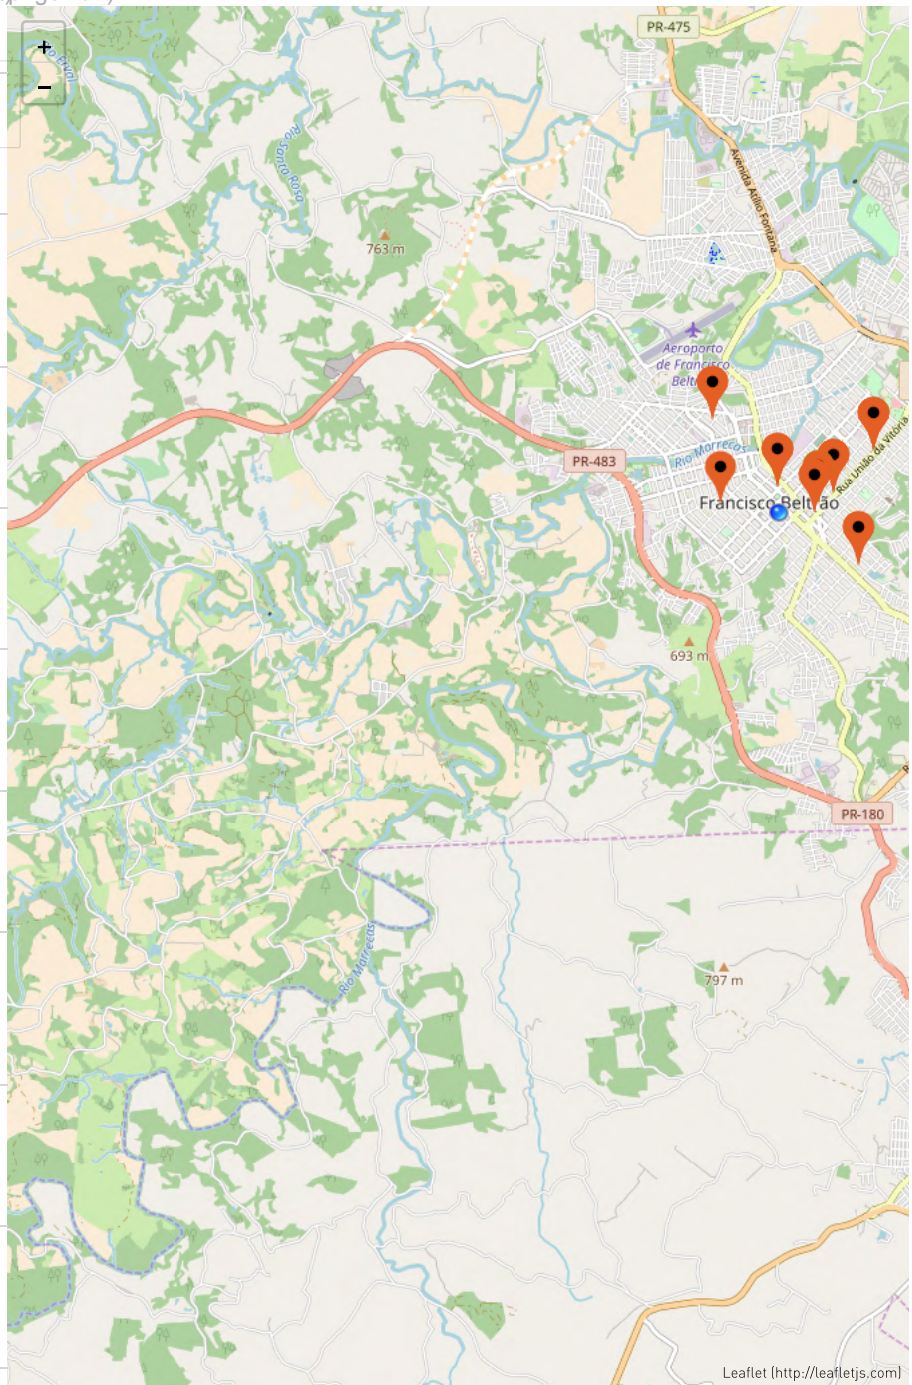 PR-475
+
−
Rio Santa Rosa
Avenida Atílio Fontana
763 m
Aeroporto
de Francisco
Beltrão
PR-483
Rio Marrecas
Rua União da Vitória
Francisco Beltrão
693 m
PR-180
Rio Marrecas
797 m
Leaflet (http://leafletjs.com)